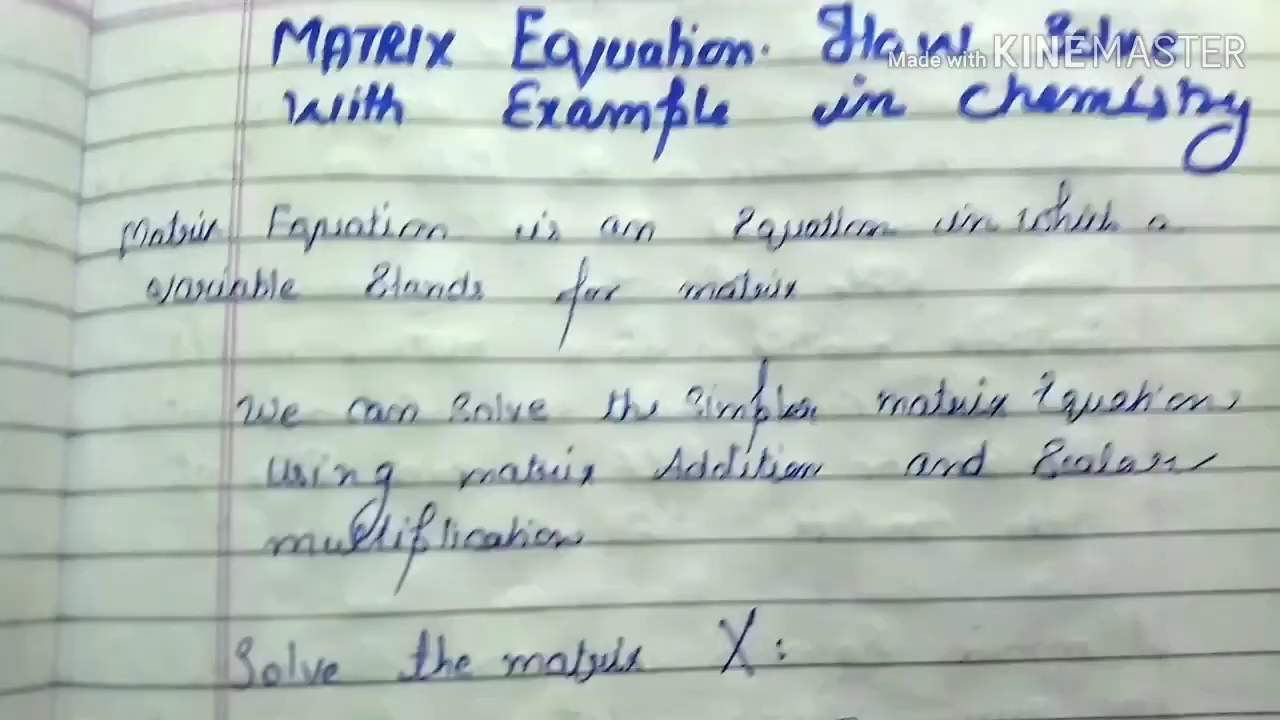 MATRIX Equation. How Solve
Made with KINEMASTER
with Example in chemistry
Matrix Equation is an Equation in which a
variable Stands for matrix
We can Solve the Simpler matrix Equations
Using matrix Addition and Scalar
multiplication
Solve the matrix X: